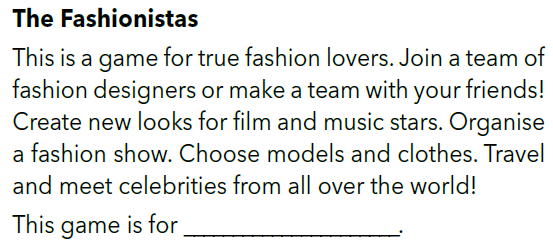 The Fashionistas
This is a game for true fashion lovers. Join a team of
fashion designers or make a team with your friends!
Create new looks for film and music stars. Organise
a fashion show. Choose models and clothes. Travel
and meet celebrities from all over the world!
This game is for ____________________.